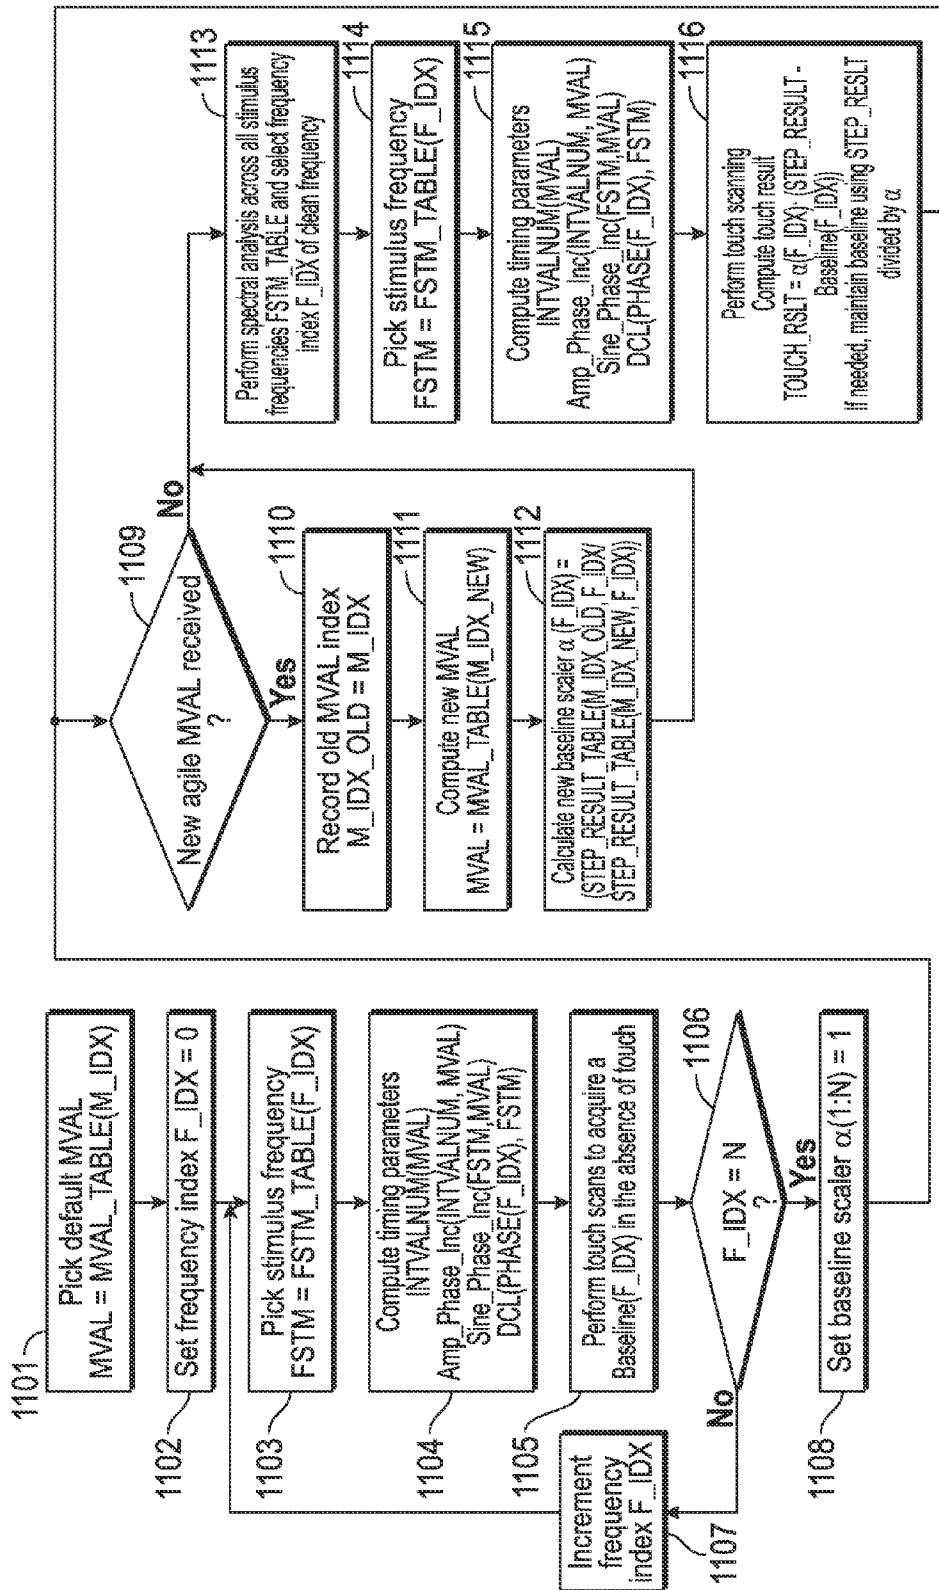 1101
Pick default MVAL
MVAL = MVAL_TABLE(M_IDX)
1102
Set frequency index F_IDX = 0
1103
Pick stimulus frequency
FSTM = FSTM_TABLE(F_IDX)
1104
Compute timing parameters
INTVALNUM(MVAL)
Amp_Phase_Inc(INTVALNUM, MVAL)
Sine_Phase_Inc(FSTM,MVAL)
DCL(PHASE(F_IDX), FSTM)
1105
Perform touch scans to acquire a
Baseline(F_IDX) in the absence of touch
1106
F_IDX = N
?
No
Yes
1107
Increment
frequency
index F_IDX
1108
Set baseline scaler α(1:N) = 1
1109
New agile MVAL received
?
No
Yes
1110
Record old MVAL index
M_IDX_OLD = M_IDX
1111
Compute new MVAL
MVAL = MVAL_TABLE(M_IDX_NEW)
1112
Calculate new baseline scaler α (F_IDX) =
(STEP_RESULT_TABLE(M_IDX_OLD, F_IDX/
STEP_RESULT_TABLE(M_IDX_NEW, F_IDX))
1113
Perform spectral analysis across all stimulus
frequencies FSTM_TABLE and select frequency
index F_IDX of clean frequency
1114
Pick stimulus frequency
FSTM = FSTM_TABLE(F_IDX)
1115
Compute timing parameters
INTVALNUM(MVAL)
Amp_Phase_Inc(INTVALNUM, MVAL)
Sine_Phase_Inc(FSTM,MVAL)
DCL(PHASE(F_IDX), FSTM)
1116
Perform touch scanning
Compute touch result
TOUCH_RSLT = α(F_IDX)· (STEP_RESULT -
Baseline(F_IDX))
If needed, maintain baseline using STEP_RESLT
divided by α